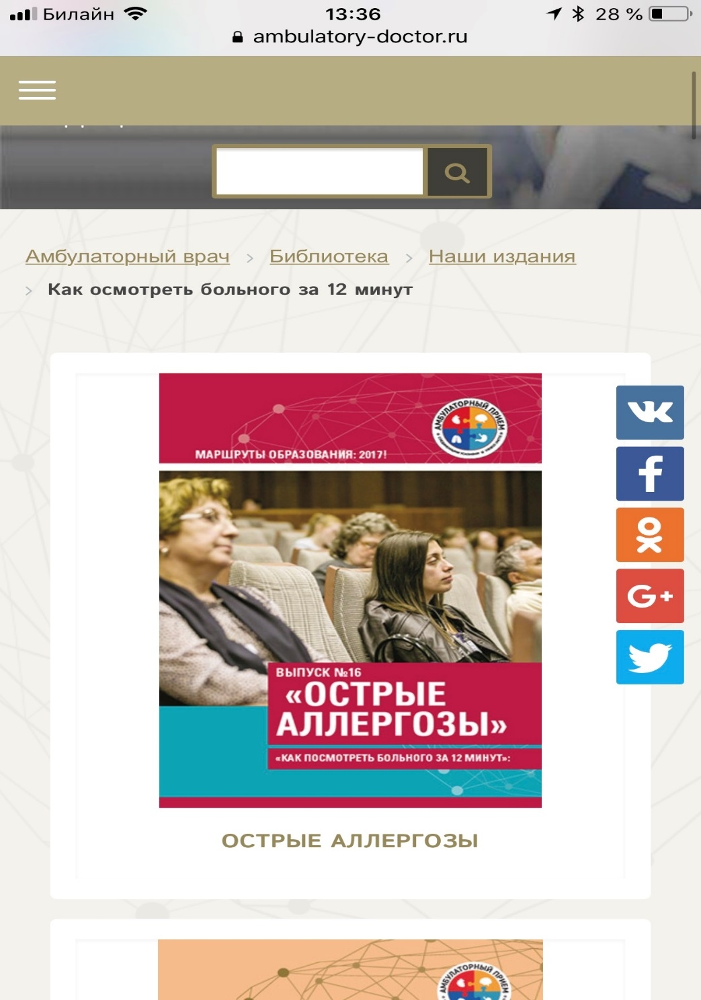 Билайн 13:36 28 %
ambulatory-doctor.ru
Амбулаторный врач > Библиотека > Наши издания
> Как осмотреть больного за 12 минут
МАРШРУТЫ ОБРАЗОВАНИЯ: 2017!
АМБУЛАТОРНЫЙ ПРИЕМ
ВЫПУСК №16
«ОСТРЫЕ
АЛЛЕРГОЗЫ»
«КАК ПОСМОТРЕТЬ БОЛЬНОГО ЗА 12 МИНУТ»:
G+
ОСТРЫЕ АЛЛЕРГОЗЫ
АМБУЛАТОРНЫЙ ПРИЕМ